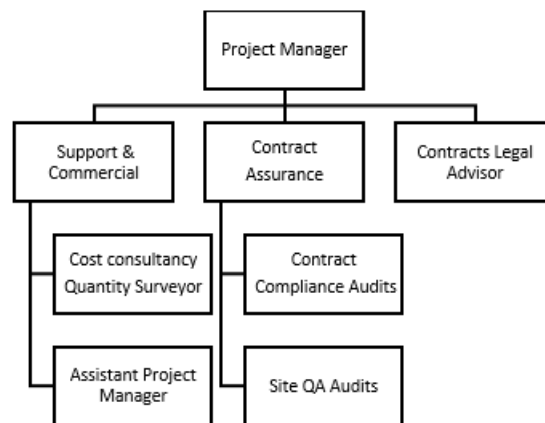 Project Manager
Support &
Commercial
Contract
Assurance
Contracts Legal
Advisor
Cost consultancy
Quantity Surveyor
Contract
Compliance Audits
Assistant Project
Manager
Site QA Audits